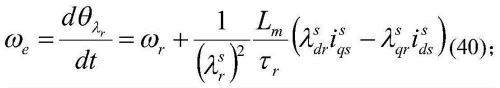 ω_e = dθ_{λ_r}/dt = ω_r + 1/(λ_r^s)^2 L_m/τ_r (λ_{dr}^s i_{qs}^s − λ_{qr}^s i_{ds}^s) (40);